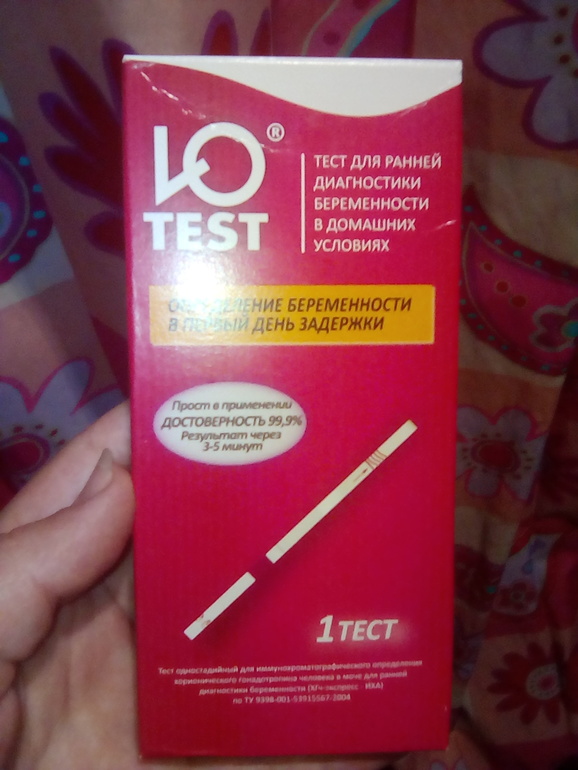 Ю®
TEST
ТЕСТ ДЛЯ РАННЕЙ
ДИАГНОСТИКИ
БЕРЕМЕННОСТИ
В ДОМАШНИХ
УСЛОВИЯХ
ОПРЕДЕЛЕНИЕ БЕРЕМЕННОСТИ
В ПЕРВЫЙ ДЕНЬ ЗАДЕРЖКИ
Прост в применении
ДОСТОВЕРНОСТЬ 99,9%
Результат через
3-5 минут
1 ТЕСТ
Тест одностадийный для иммунохроматографического определения
хорионического гонадотропина человека в моче для ранней
диагностики беременности (ХГч-экспресс - ИХА)
по ТУ 9398-001-53915567-2004